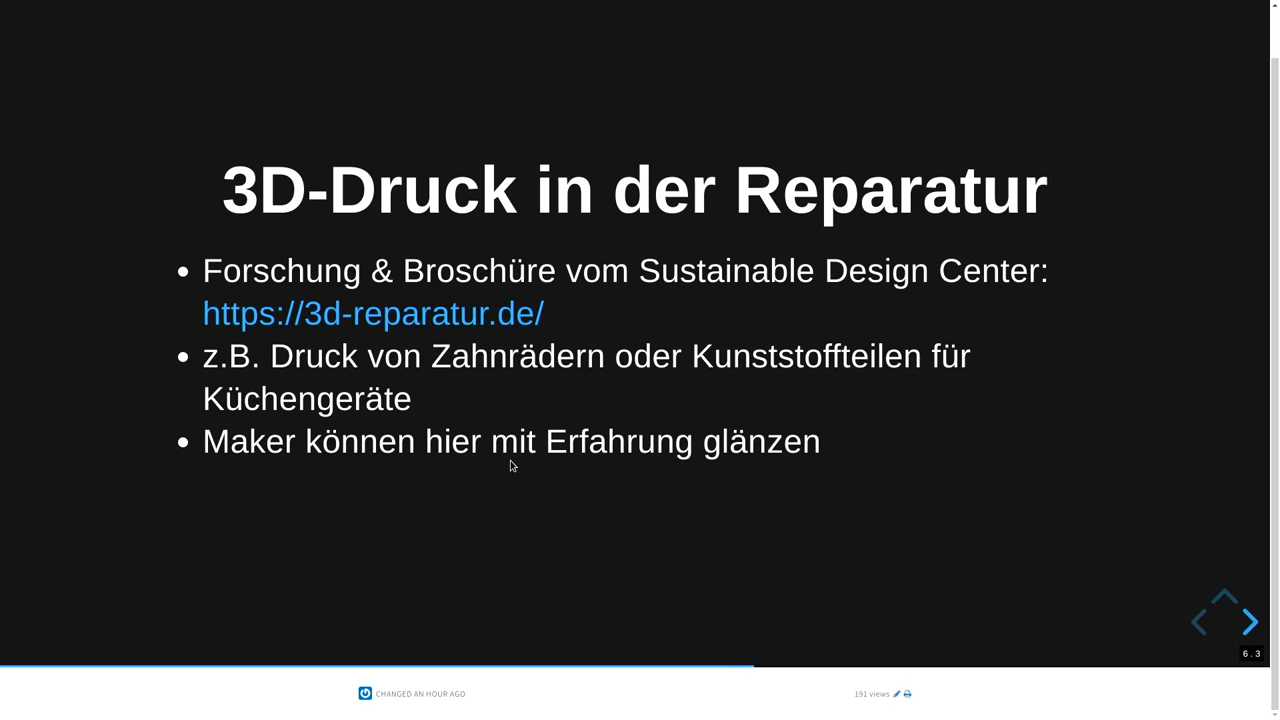 3D-Druck in der Reparatur
Forschung & Broschüre vom Sustainable Design Center:
https://3d-reparatur.de/
z.B. Druck von Zahnrädern oder Kunststoffteilen für
Küchengeräte
Maker können hier mit Erfahrung glänzen
6.3
CHANGED AN HOUR AGO
191 views